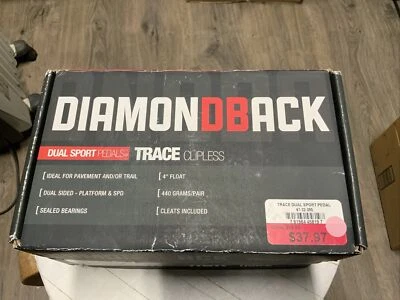 DIAMONDBACK
DUAL SPORT PEDALS
TRACE CLIPLESS
IDEAL FOR PAVEMENT AND/OR TRAIL
4° FLOAT
DUAL SIDED - PLATFORM & SPD
440 GRAMS/PAIR
SEALED BEARINGS
CLEATS INCLUDED
TRACE DUAL SPORT PEDAL
$37.97